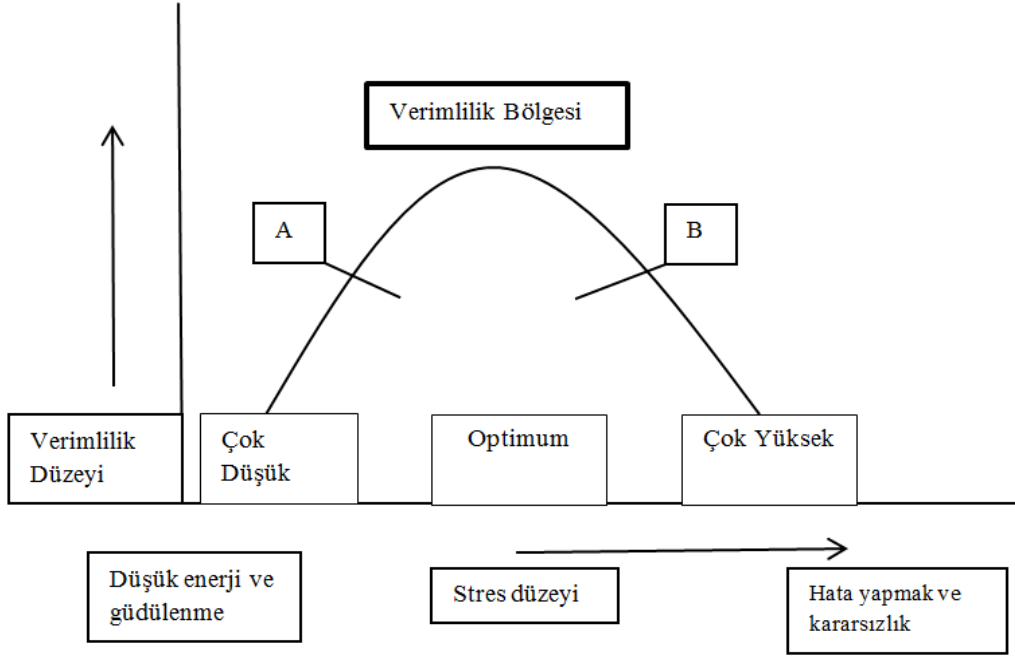 Verimlilik Bölgesi
A
B
Verimlilik
Düzeyi
Çok
Düşük
Optimum
Çok Yüksek
Düşük enerji ve
güdülenme
Stres düzeyi
Hata yapmak ve
kararsızlık